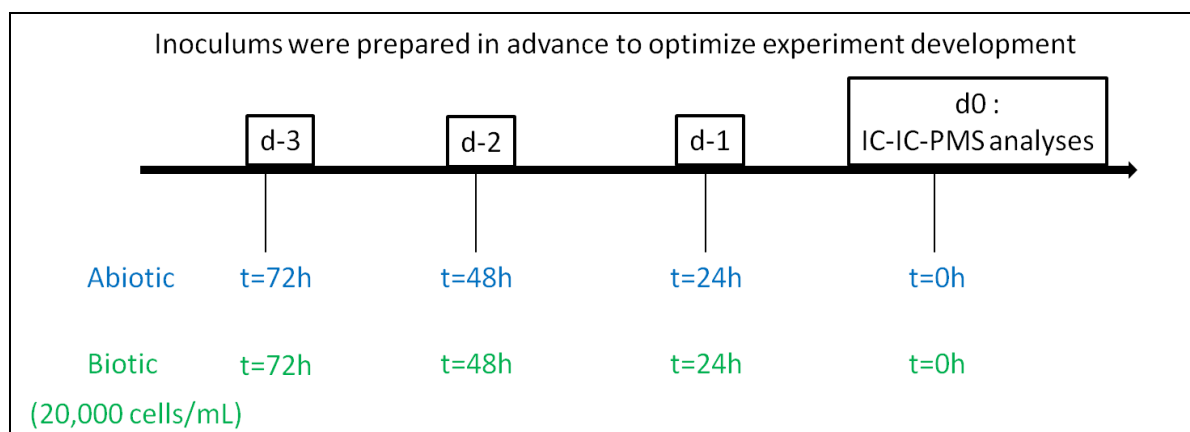 Inoculums were prepared in advance to optimize experiment development
d-3 d-2 d-1 d0 :
IC-IC-PMS analyses
Abiotic t=72h t=48h t=24h t=0h
Biotic t=72h t=48h t=24h t=0h
(20,000 cells/mL)